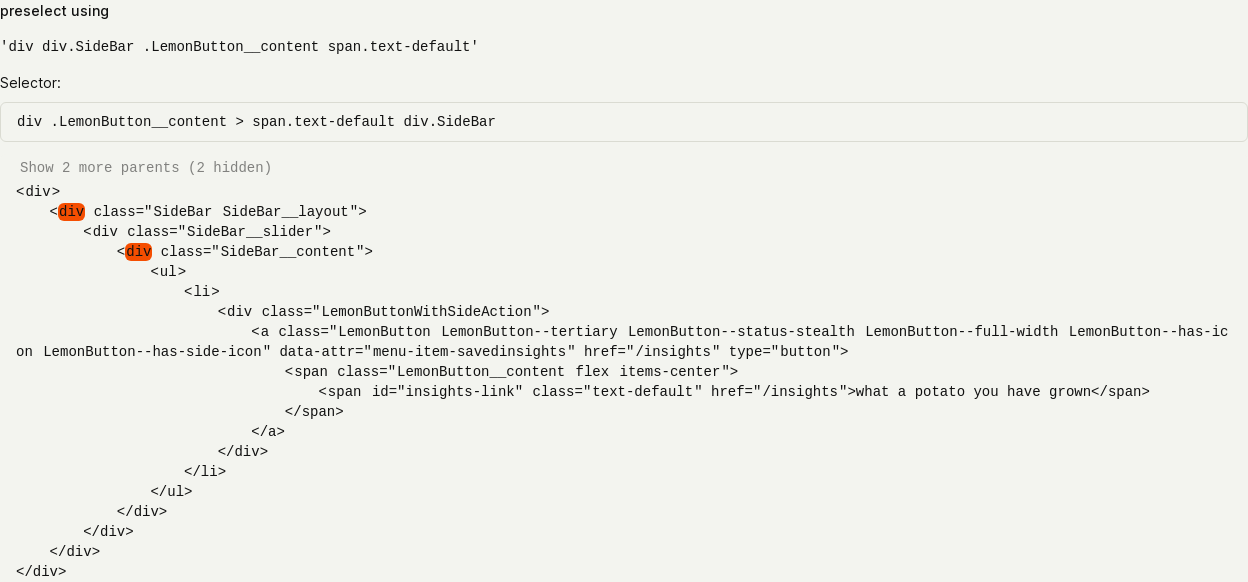 preselect using
'div div.SideBar .LemonButton__content span.text-default'
Selector:
div .LemonButton__content > span.text-default div.SideBar
Show 2 more parents (2 hidden)
<div>
<div class="SideBar SideBar__layout">
<div class="SideBar__slider">
<div class="SideBar__content">
<ul>
<li>
<div class="LemonButtonWithSideAction">
<a class="LemonButton LemonButton--tertiary LemonButton--status-stealth LemonButton--full-width LemonButton--has-ic
on LemonButton--has-side-icon" data-attr="menu-item-savedinsights" href="/insights" type="button">
<span class="LemonButton__content flex items-center">
<span id="insights-link" class="text-default" href="/insights">what a potato you have grown</span>
</span>
</a>
</div>
</li>
</ul>
</div>
</div>
</div>
</div>